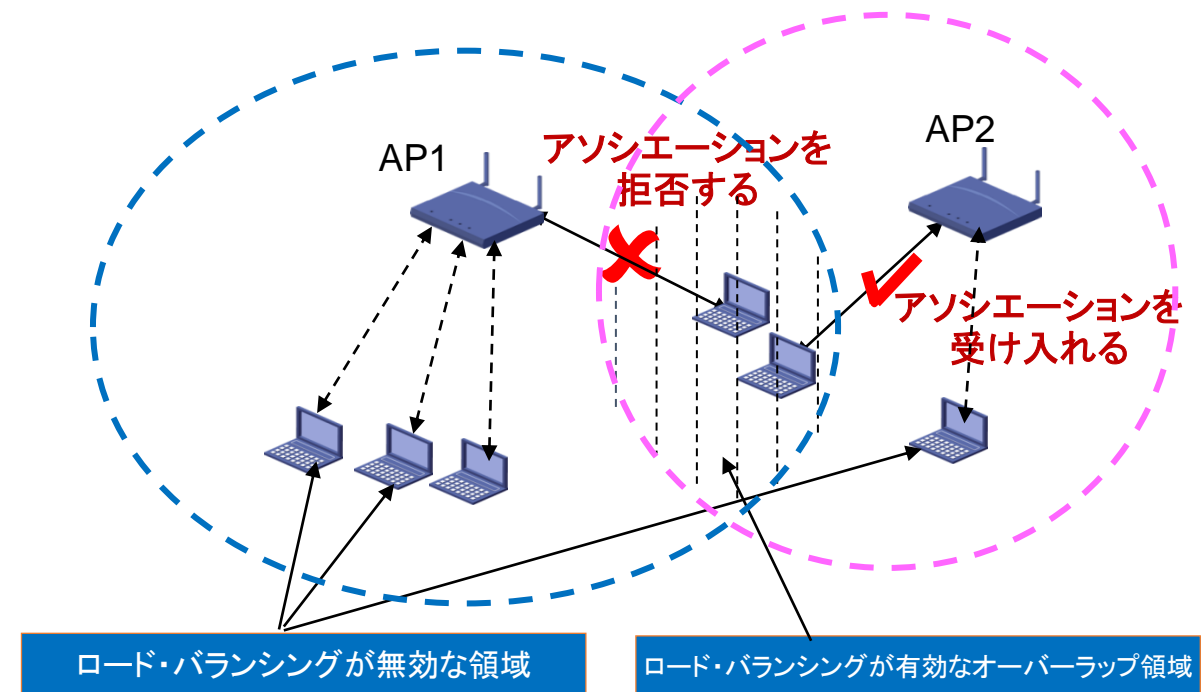 AP1
アソシエーションを
拒否する
AP2
アソシエーションを
受け入れる
ロード・バランシングが無効な領域
ロード・バランシングが有効なオーバーラップ領域